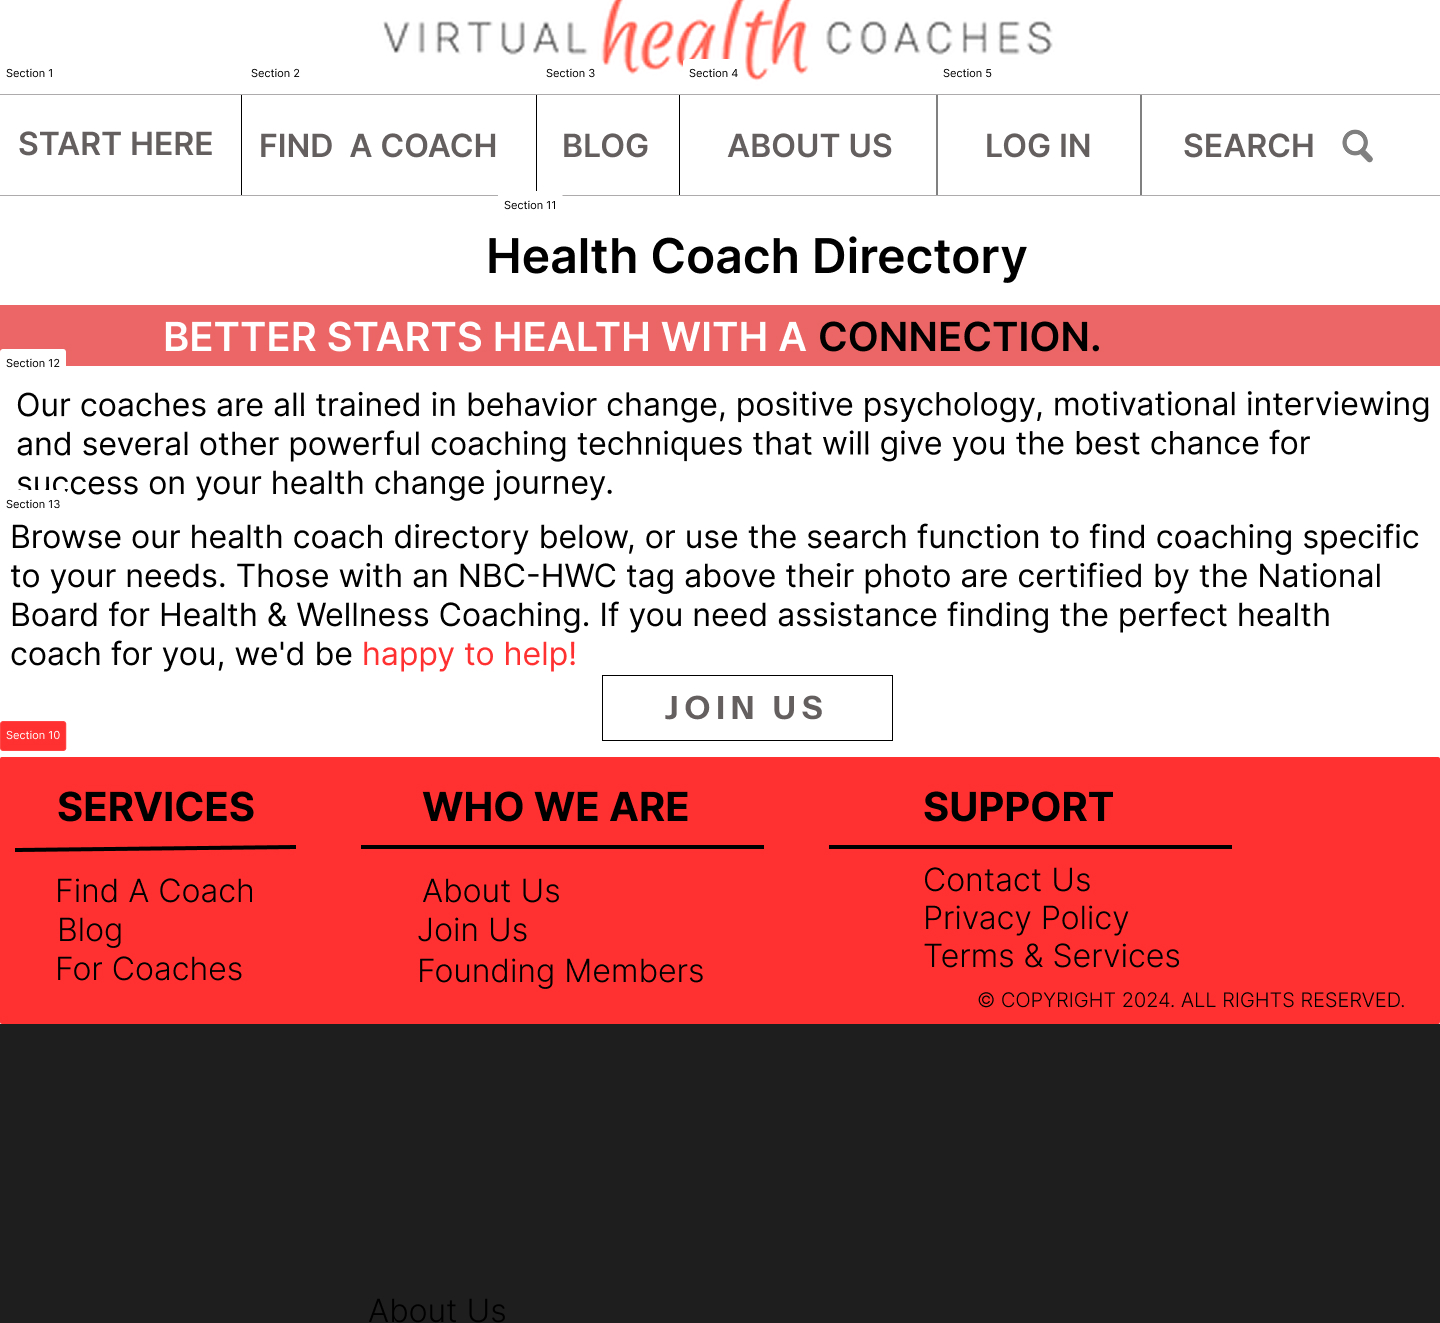 VIRTUAL health COACHES
Section 1
Section 2
Section 3
Section 4
Section 5
START HERE
FIND A COACH
BLOG
ABOUT US
LOG IN
SEARCH
Section 11
Health Coach Directory
BETTER STARTS HEALTH WITH A CONNECTION.
Section 12
Our coaches are all trained in behavior change, positive psychology, motivational interviewing
and several other powerful coaching techniques that will give you the best chance for
success on your health change journey.
Section 13
Browse our health coach directory below, or use the search function to find coaching specific
to your needs. Those with an NBC-HWC tag above their photo are certified by the National
Board for Health & Wellness Coaching. If you need assistance finding the perfect health
coach for you, we'd be happy to help!
JOIN US
Section 10
SERVICES
Find A Coach
Blog
For Coaches
WHO WE ARE
About Us
Join Us
Founding Members
SUPPORT
Contact Us
Privacy Policy
Terms & Services
© COPYRIGHT 2024. ALL RIGHTS RESERVED.
About Us